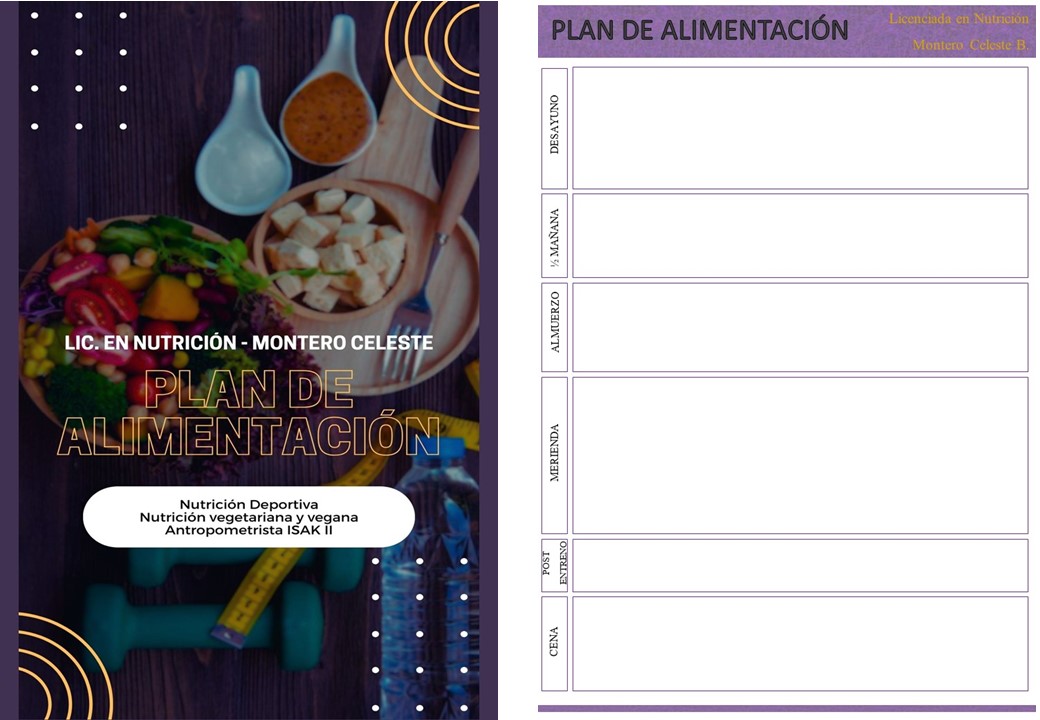 LIC. EN NUTRICIÓN - MONTERO CELESTE
PLAN DE
ALIMENTACIÓN
Nutrición Deportiva
Nutrición vegetariana y vegana
Antropometrista ISAK II
PLAN DE ALIMENTACIÓN
Licenciada en Nutrición
Montero Celeste B.
DESAYUNO
½ MAÑANA
ALMUERZO
MERIENDA
POST
ENTRENO
CENA